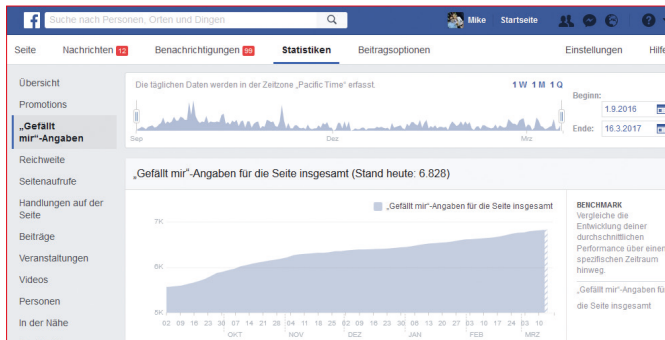 Suche nach Personen, Orten und Dingen
Mike Startseite
Seite Nachrichten 12 Benachrichtigungen 99 Statistiken Beitragsoptionen Einstellungen Hilfe
Übersicht
Promotions
„Gefällt
mir“-Angaben
Reichweite
Seitenaufrufe
Handlungen auf der
Seite
Beiträge
Veranstaltungen
Videos
Personen
In der Nähe
Die täglichen Daten werden in der Zeitzone „Pacific Time“ erfasst.
1 W 1 M 1 Q
Sep Dez Mrz
Beginn:
1.9.2016
Ende: 16.3.2017
„Gefällt mir“-Angaben für die Seite insgesamt (Stand heute: 6.828)
„Gefällt mir“-Angaben für die Seite insgesamt
7K
6K
5K
02 09 16 23 30 07 14 21 28 04 11 18 25 02 09 16 23 30 06 13 20 27 03 10 17 24 03 10
OKT NOV DEZ JAN FEB MRZ
BENCHMARK
Vergleiche die
Entwicklung deiner
durchschnittlichen
Performance über einen
spezifischen Zeitraum
hinweg.
„Gefällt mir“-Angaben für
die Seite insgesamt